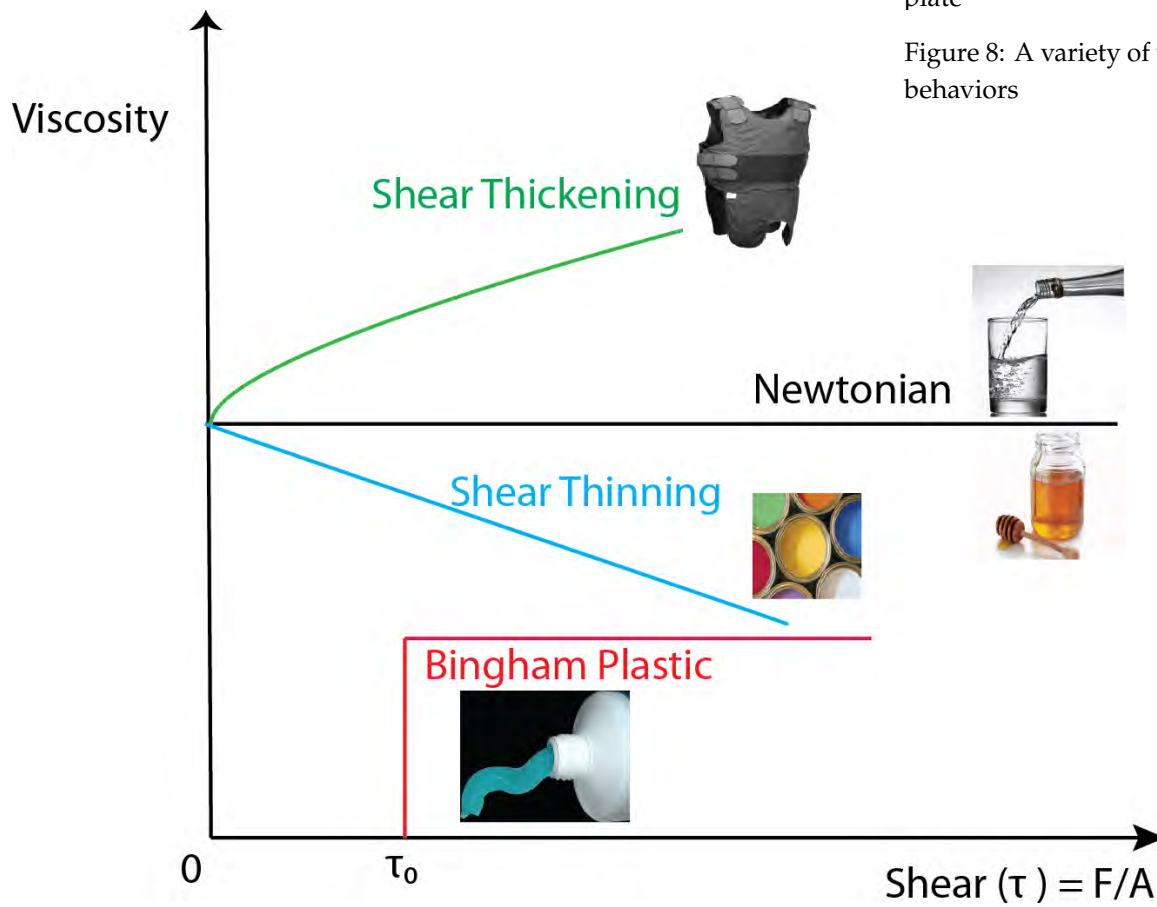 plate
Figure 8: A variety of
behaviors
Viscosity
Shear Thickening
Newtonian
Shear Thinning
Bingham Plastic
0
τ₀
Shear (τ ) = F/A